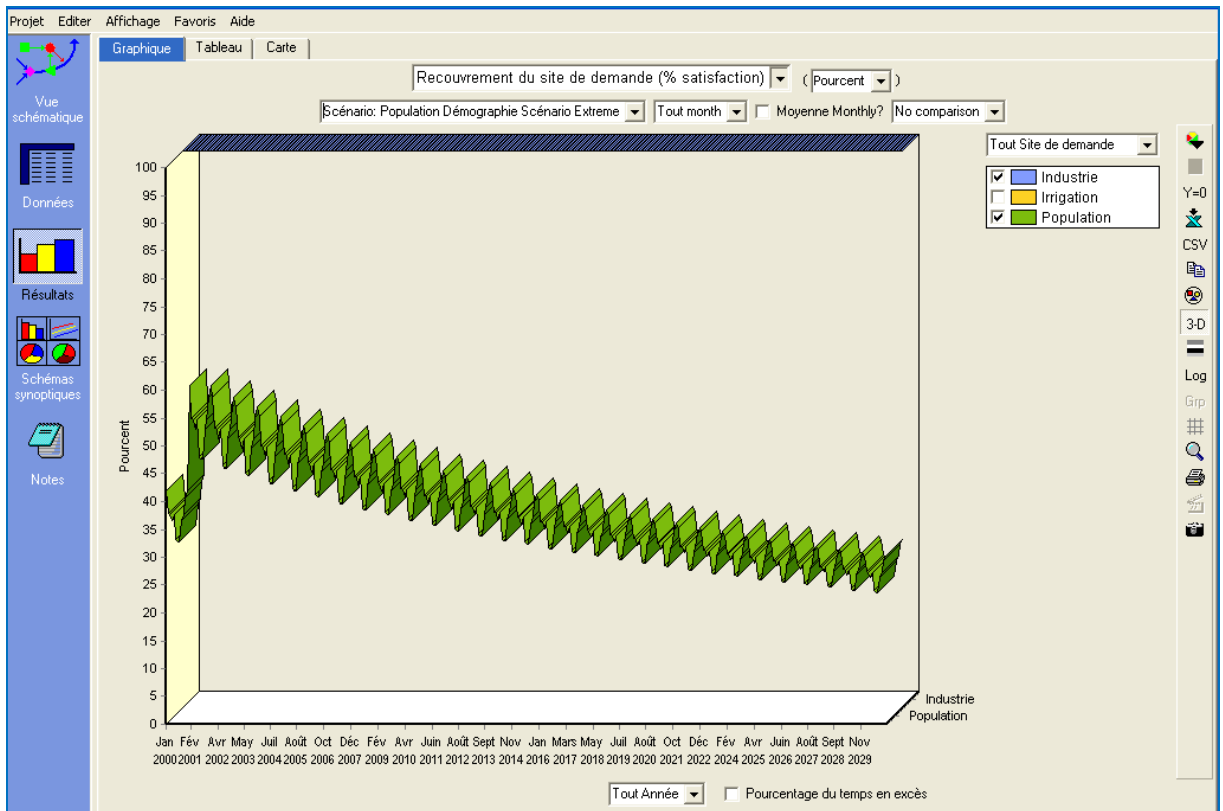 Projet Editer Affichage Favoris Aide
Vue
schématique
Données
Résultats
Schémas
synoptiques
Notes
Graphique Tableau Carte
Recouvrement du site de demande (% satisfaction) ( Pourcent )
Scénario: Population Démographie Scénario Extreme Tout month Moyenne Monthly? No comparison
Tout Site de demande
Industrie
Irrigation
Population
Y=0
CSV
3-D
Log
Grp
Pourcent
100
95
90
85
80
75
70
65
60
55
50
45
40
35
30
25
20
15
10
5
0
Industrie
Population
Jan Fév Avr May Juil Août Oct Déc Fév Avr Juin Août Sept Nov Jan Mars May Juil Août Oct Déc Fév Avr Juin Août Sept Nov
2000 2001 2002 2003 2004 2005 2006 2007 2009 2010 2011 2012 2013 2014 2016 2017 2018 2019 2020 2021 2022 2024 2025 2026 2027 2028 2029
Tout Année Pourcentage du temps en excès